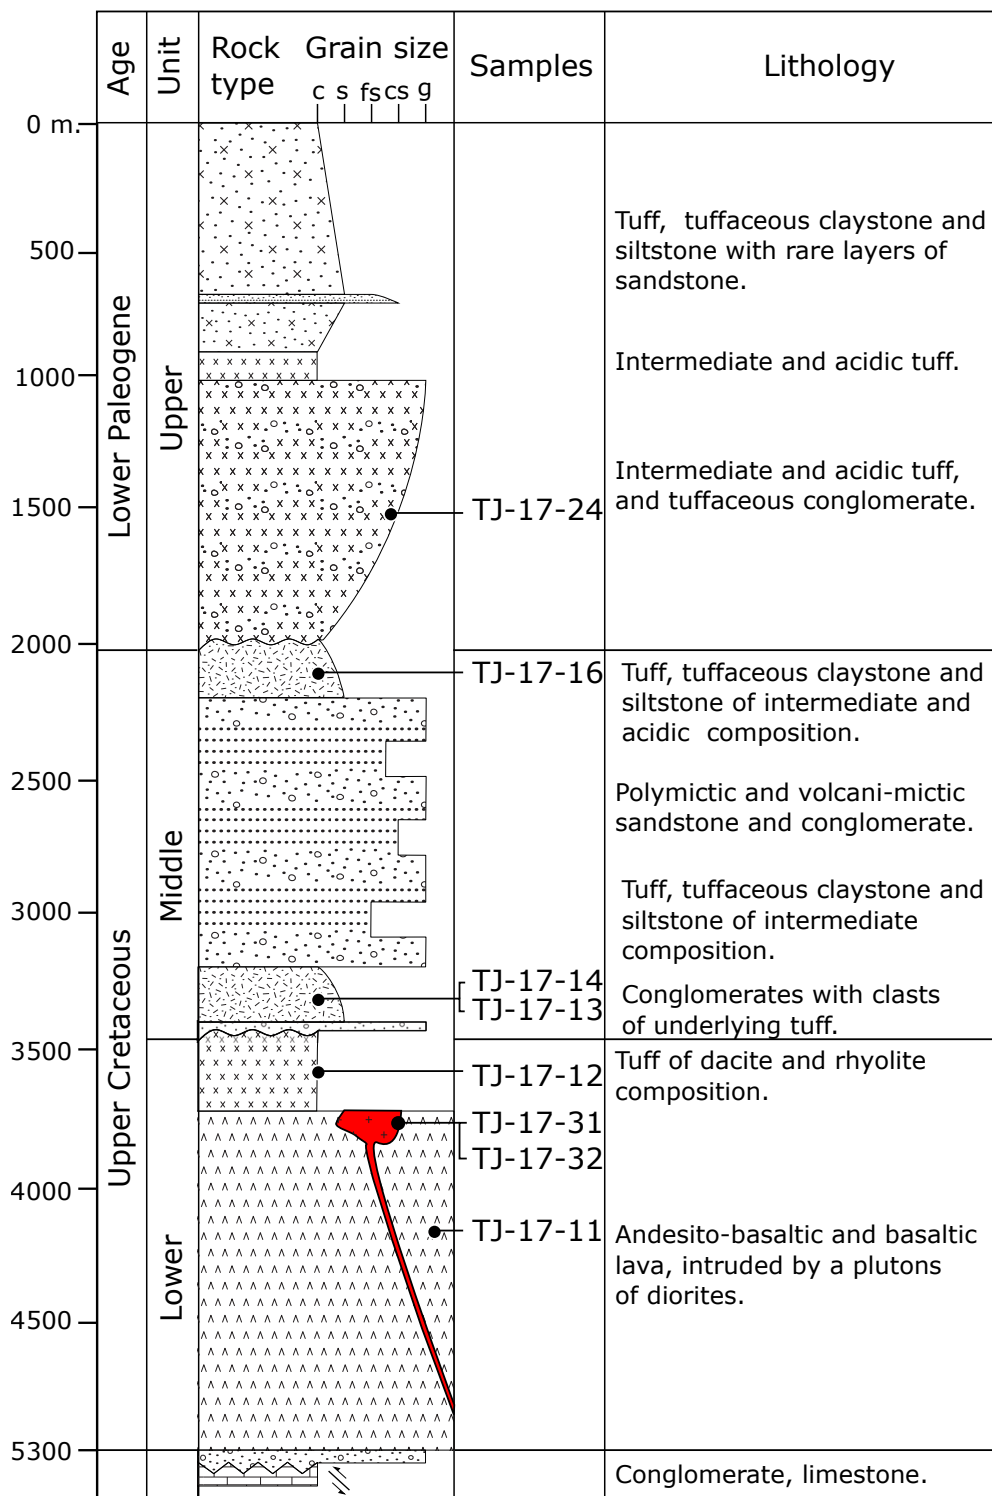 Age
Unit
Rock type
Grain size
c s fs cs g
Samples
Lithology
0 m.
500
1000
1500
2000
2500
3000
3500
4000
4500
5300
Lower Paleogene
Upper Cretaceous
Upper
Middle
Lower
TJ-17-24
TJ-17-16
TJ-17-14
TJ-17-13
TJ-17-12
TJ-17-31
TJ-17-32
TJ-17-11
Tuff, tuffaceous claystone and
siltstone with rare layers of
sandstone.
Intermediate and acidic tuff.
Intermediate and acidic tuff,
and tuffaceous conglomerate.
Tuff, tuffaceous claystone and
siltstone of intermediate and
acidic composition.
Polymictic and volcani-mictic
sandstone and conglomerate.
Tuff, tuffaceous claystone and
siltstone of intermediate
composition.
Conglomerates with clasts
of underlying tuff.
Tuff of dacite and rhyolite
composition.
Andesito-basaltic and basaltic
lava, intruded by a plutons
of diorites.
Conglomerate, limestone.